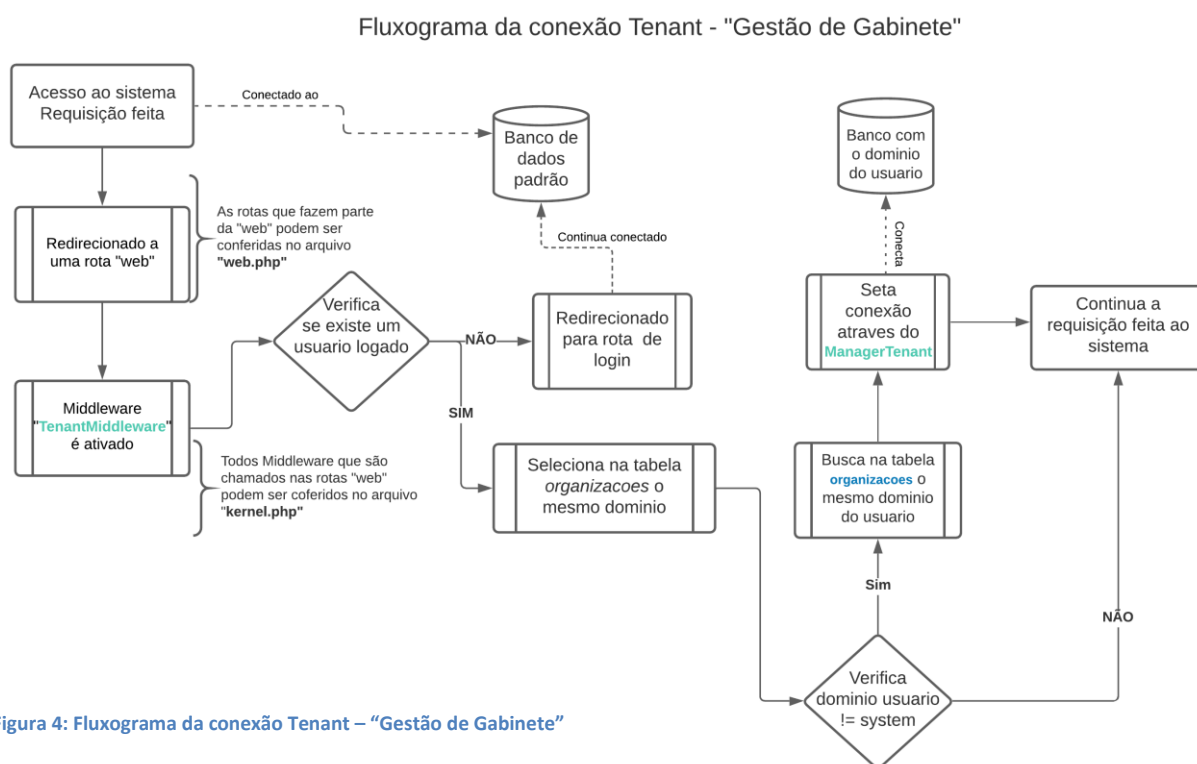 Fluxograma da conexão Tenant - "Gestão de Gabinete"
Acesso ao sistema
Requisição feita
Conectado ao
Banco de
dados
padrão
Banco com
o dominio
do usuario
Redirecionado a
uma rota "web"
As rotas que fazem parte
da "web" podem ser
conferidas no arquivo
"web.php"
Continua conectado
Conecta
Verifica
se existe um
usuario logado
NÃO
Redirecionado
para rota de
login
Seta
conexão
atraves do
ManagerTenant
Continua a
requisição feita ao
sistema
Middleware
"TenantMiddleware"
é ativado
SIM
Todos Middleware que são
chamados nas rotas "web"
podem ser coferidos no arquivo
"kernel.php"
Seleciona na tabela
organizacoes o
mesmo dominio
Busca na tabela
organizacoes o
mesmo dominio
do usuario
Sim
NÃO
Verifica
dominio usuario
!= system
Figura 4: Fluxograma da conexão Tenant – “Gestão de Gabinete”